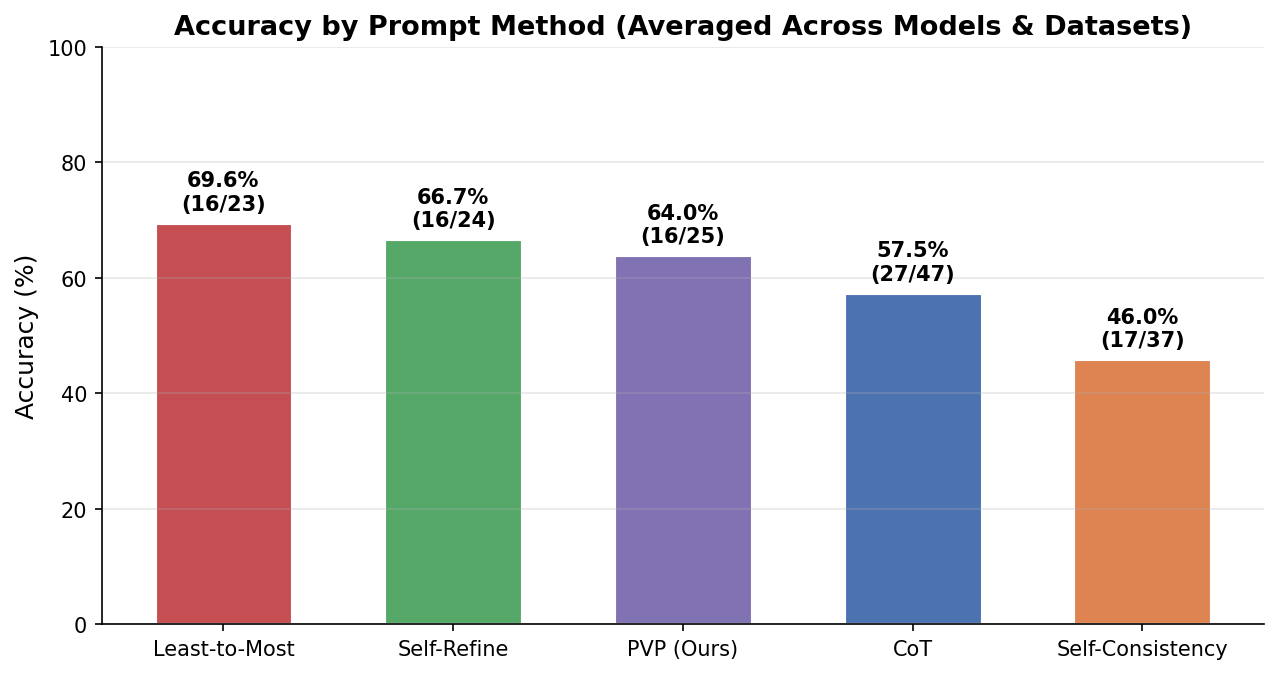 Accuracy by Prompt Method (Averaged Across Models & Datasets)
Accuracy (%)
100
80
60
40
20
0
69.6%
(16/23)
66.7%
(16/24)
64.0%
(16/25)
57.5%
(27/47)
46.0%
(17/37)
Least-to-Most
Self-Refine
PVP (Ours)
CoT
Self-Consistency